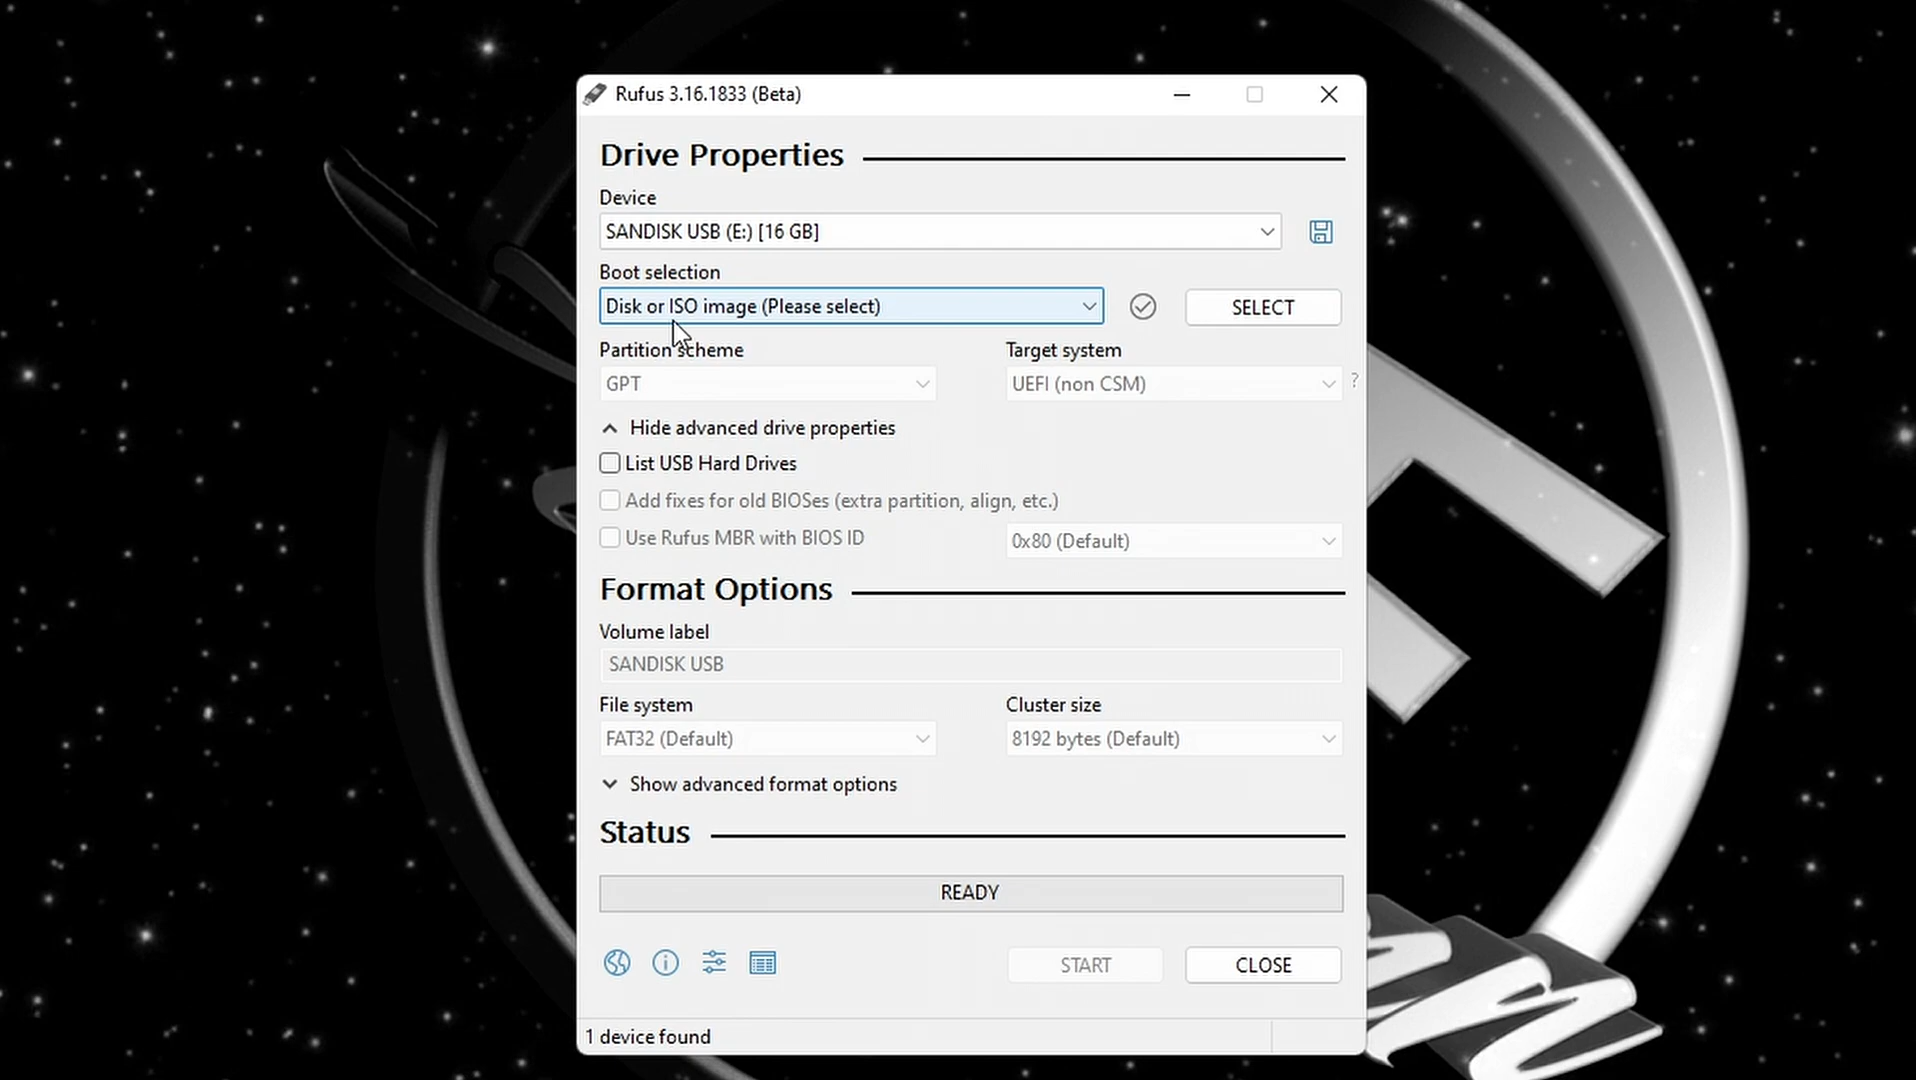 Rufus 3.16.1833 (Beta)
Drive Properties
Device
SANDISK USB (E:) [16 GB]
Boot selection
Disk or ISO image (Please select)
SELECT
Partition scheme
Target system
GPT
UEFI (non CSM)
?
Hide advanced drive properties
List USB Hard Drives
Add fixes for old BIOSes (extra partition, align, etc.)
Use Rufus MBR with BIOS ID
0x80 (Default)
Format Options
Volume label
SANDISK USB
File system
Cluster size
FAT32 (Default)
8192 bytes (Default)
Show advanced format options
Status
READY
START
CLOSE
1 device found